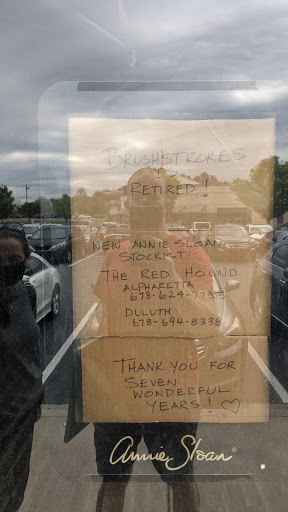 BRUSHSTROKES
IS
RETIRED!
NEW ANNIE SLOAN
STOCKIST!
THE RED HOUND
ALPHARETTA
678-624-7733
DULUTH
678-694-8338
THANK YOU FOR
SEVEN
WONDERFUL
YEARS!
Annie Sloan